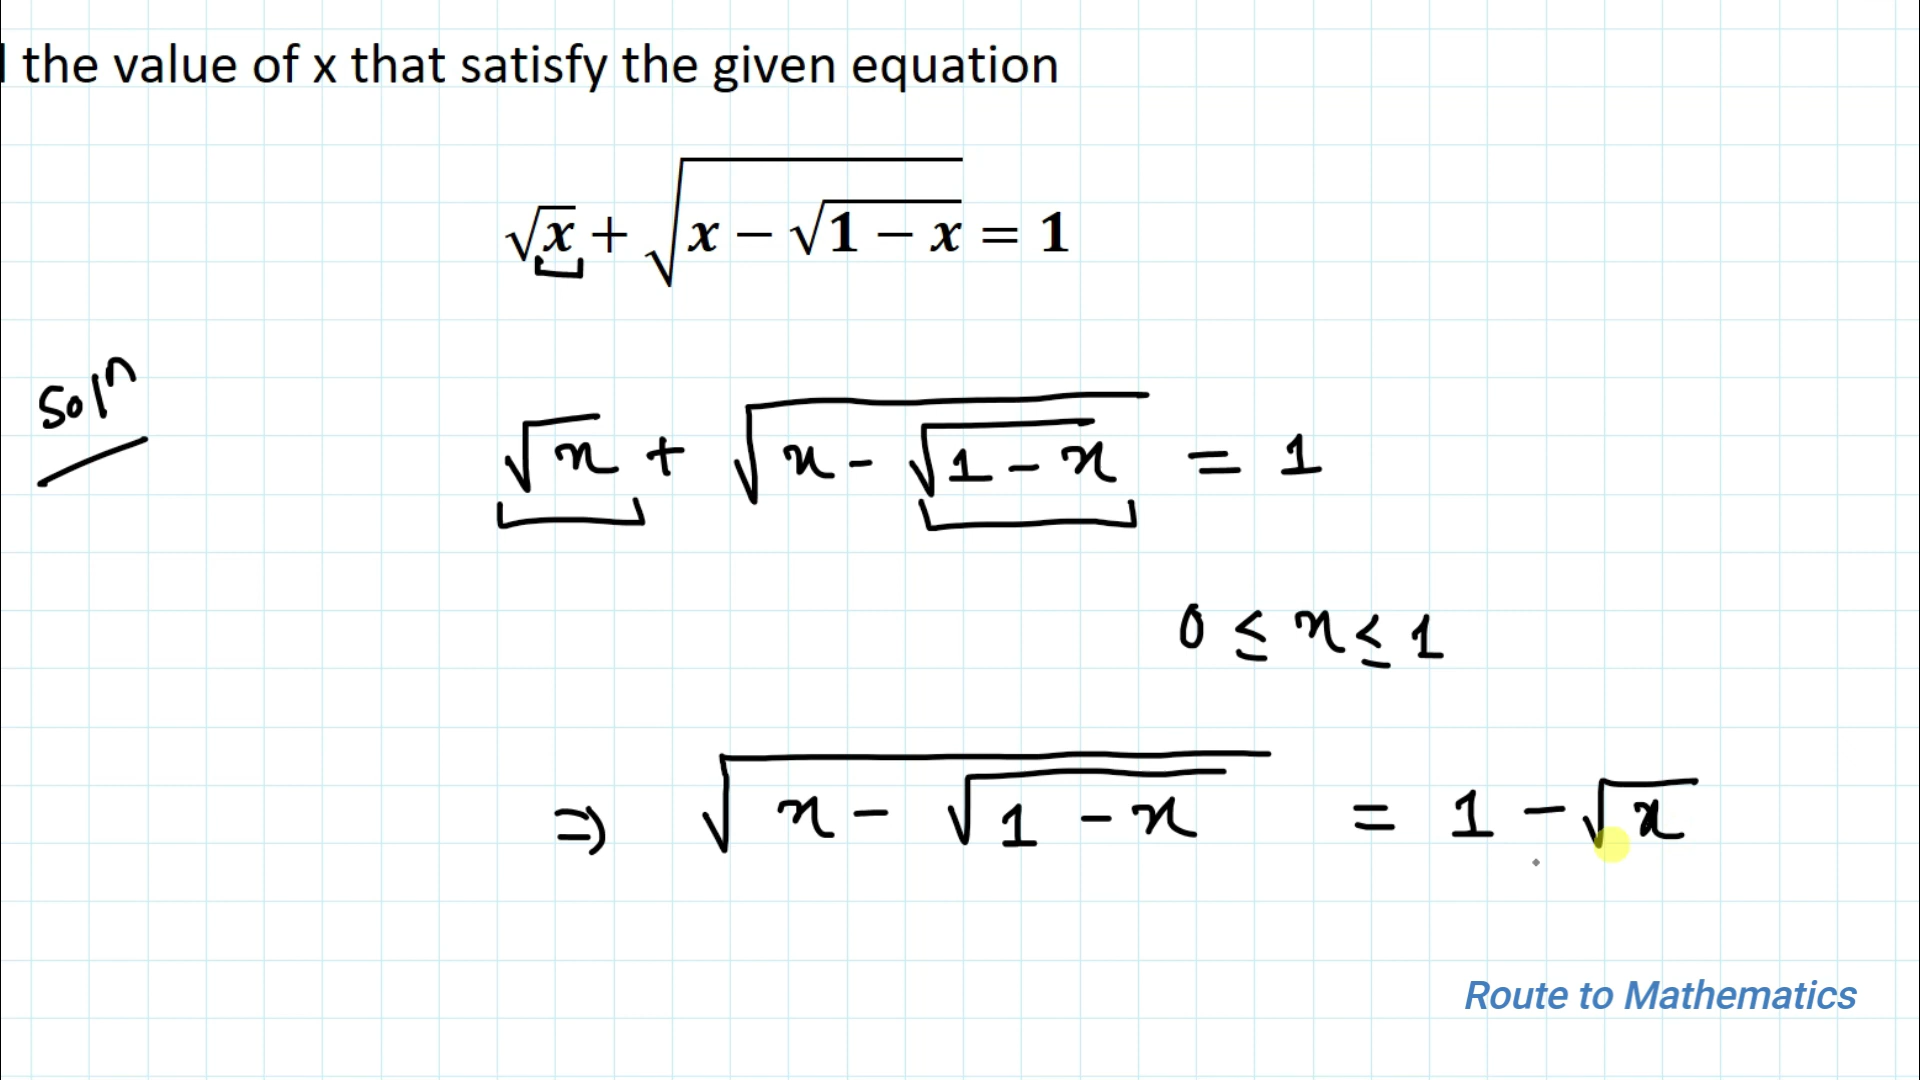 the value of x that satisfy the given equation
√x + √(x − √(1 − x)) = 1
Solⁿ
√x + √(x - √(1 - x)) = 1
0 ≤ x ≤ 1
⇒ √(x - √(1 - x)) = 1 - √x
Route to Mathematics